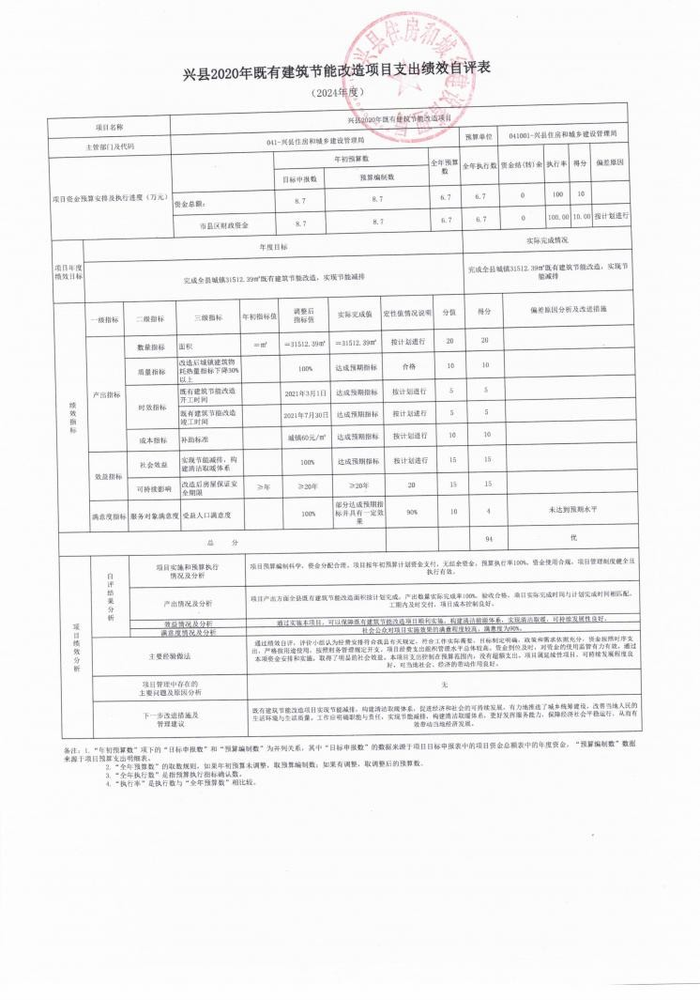 兴县2020年既有建筑节能改造项目支出绩效自评表
（2024年度）
项目名称 兴县2020年既有建筑节能改造项目
主管部门及代码 041-兴县住房和城乡建设管理局 预算单位 041001-兴县住房和城乡建设管理局
项目资金预算安排及执行进度（万元） 年初预算数 全年预算数 全年执行数 资金结(转)余 执行率 得分 偏差原因
目标申报数 预算编制数
资金总额： 8.7 8.7 6.7 6.7 0 100 10
市县区财政资金 8.7 8.7 6.7 6.7 0 100.00 10.00 按计划进行
项目年度绩效目标 年度目标 实际完成情况
完成全县城镇31512.39㎡既有建筑节能改造，实现节能减排 完成全县城镇31512.39㎡既有建筑节能改造，实现节能减排
绩效指标 一级指标 二级指标 三级指标 年初指标值 调整后指标值 实际完成值 定性值情况说明 分值 得分 偏差原因分析及改进措施
产出指标 数量指标 面积 ＝㎡ ＝31512.39㎡ ＝31512.39㎡ 按计划进行 20 20
质量指标 改造后城镇建筑物耗热量指标下降30%以上 100% 达成预期指标 合格 10 10
时效指标 既有建筑节能改造开工时间 2021年3月1日 达成预期指标 按计划进行 5 5
既有建筑节能改造竣工时间 2021年7月30日 达成预期指标 按计划进行 5 5
成本指标 补助标准 城镇60元/㎡ 达成预期指标 按计划进行 10 10
效益指标 社会效益 实现节能减排，构建清洁取暖体系 100% 达成预期指标 按计划进行 15 15
可持续影响 改造后房屋保证安全期限 ≥年 ≥20年 ≥20年 20 15 15
满意度指标 服务对象满意度 受益人口满意度 100% 部分达成预期指标并具有一定效果 90% 10 4 未达到预期水平
总 分 94 优
项目绩效分析 自评结果分析 项目实施和预算执行情况及分析 项目预算编制科学，资金分配合理。项目按年初预算计划资金支付，无结余资金，预算执行率100%。资金使用合规，项目管理制度健全且执行有效。
产出情况及分析 项目产出方面全县既有建筑节能改造面积按计划完成，产出数量实际完成率100%，验收合格，项目实际完成时间与计划完成时间相匹配，工期内及时交付，项目成本控制良好。
效益情况及分析 通过实施本项目，可以保障既有建筑节能改造项目顺利实施，构建清洁能源体系，实现清洁取暖，可持续发展性良好。
满意度情况及分析 社会公众对项目实施效果的满意程度较高，满意度为90%。
主要经验做法 通过绩效自评，评价小组认为经费安排符合我县有关规定，符合工作实际需要，目标制定明确，政策和需求依据充分，资金按照时序支出，严格按用途使用，按照财务管理规定开支，项目经费支出组织管理水平总体较高，资金到位及时，对资金的使用监管有力有效，通过本项资金安排和实施，取得了明显的社会效益。本项目支出控制在预算范围内，没有超额支出。项目属延续性项目，可持续发展程度良好，对当地社会、经济的带动作用良好。
项目管理中存在的主要问题及原因分析 无
下一步改进措施及管理建议 既有建筑节能改造项目实现节能减排，构建清洁取暖体系，促进经济和社会的可持续发展，有力地推进了城乡统筹建设，改善当地人民的生活环境与生活质量。工作应明确职能与责任，实现节能减排，构建清洁取暖体系，更好发挥服务能力，保障经济社会平稳运行，从而有效带动当地经济发展。
备注：1.“年初预算数”项下的“目标申报数”和“预算编制数”为并列关系，其中“目标申报数”的数据来源于项目目标申报表中的项目资金总额表中的年度资金，“预算编制数”数据
来源于项目预算支出明细表。
2.“全年预算数”的取数规则，如果年初预算未调整，取预算编制数；如果有调整，取调整后的预算数。
3.“全年执行数”是指预算执行指标确认数。
4.“执行率”是执行数与“全年预算数”相比较。